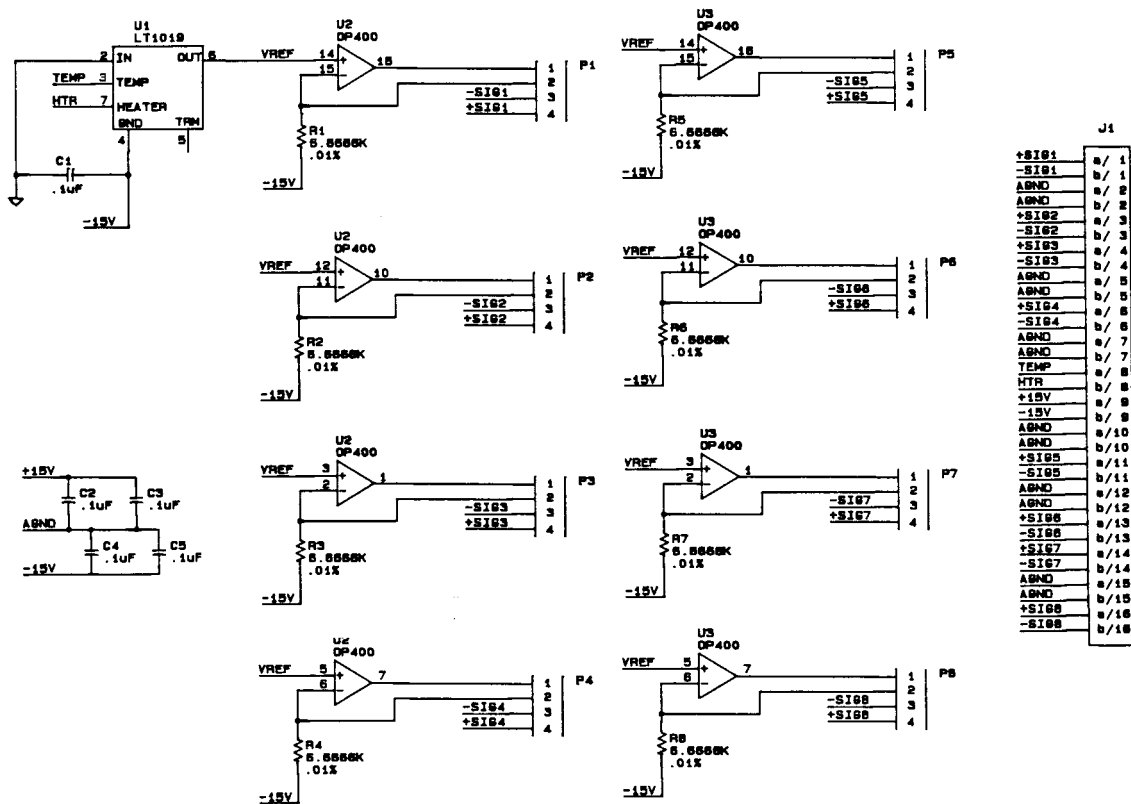 U1
LT1019
2 IN OUT 6
TEMP 3 TEMP
HTR 7 HEATER
GND TRM
4 5
C1
.1uF
-15V
U2
OP400
VREF 14 + 16
15 -
R1
6.6666K
.01%
-15V
1 P1
2
-SIG1 3
+SIG1 4
U3
OP400
VREF 14 + 16
15 -
R5
6.6666K
.01%
-15V
1 P5
2
-SIG5 3
+SIG5 4
U2
OP400
VREF 12 + 10
11 -
R2
6.6666K
.01%
-15V
1 P2
2
-SIG2 3
+SIG2 4
U3
OP400
VREF 12 + 10
11 -
R6
6.6666K
.01%
-15V
1 P6
2
-SIG6 3
+SIG6 4
+15V
C2 C3
.1uF .1uF
AGND
C4 C5
.1uF .1uF
-15V
U2
OP400
VREF 3 + 1
2 -
R3
6.6666K
.01%
-15V
1 P3
2
-SIG3 3
+SIG3 4
U3
OP400
VREF 3 + 1
2 -
R7
6.6666K
.01%
-15V
1 P7
2
-SIG7 3
+SIG7 4
U2
OP400
VREF 5 + 7
6 -
R4
6.6666K
.01%
-15V
1 P4
2
-SIG4 3
+SIG4 4
U3
OP400
VREF 5 + 7
6 -
R8
6.6666K
.01%
-15V
1 P8
2
-SIG8 3
+SIG8 4
J1
+SIG1 a/ 1
-SIG1 b/ 1
AGND a/ 2
AGND b/ 2
+SIG2 a/ 3
-SIG2 b/ 3
+SIG3 a/ 4
-SIG3 b/ 4
AGND a/ 5
AGND b/ 5
+SIG4 a/ 6
-SIG4 b/ 6
AGND a/ 7
AGND b/ 7
TEMP a/ 8
HTR b/ 8
+15V a/ 9
-15V b/ 9
AGND a/10
AGND b/10
+SIG5 a/11
-SIG5 b/11
AGND a/12
AGND b/12
+SIG6 a/13
-SIG6 b/13
+SIG7 a/14
-SIG7 b/14
AGND a/15
AGND b/15
+SIG8 a/16
-SIG8 b/16